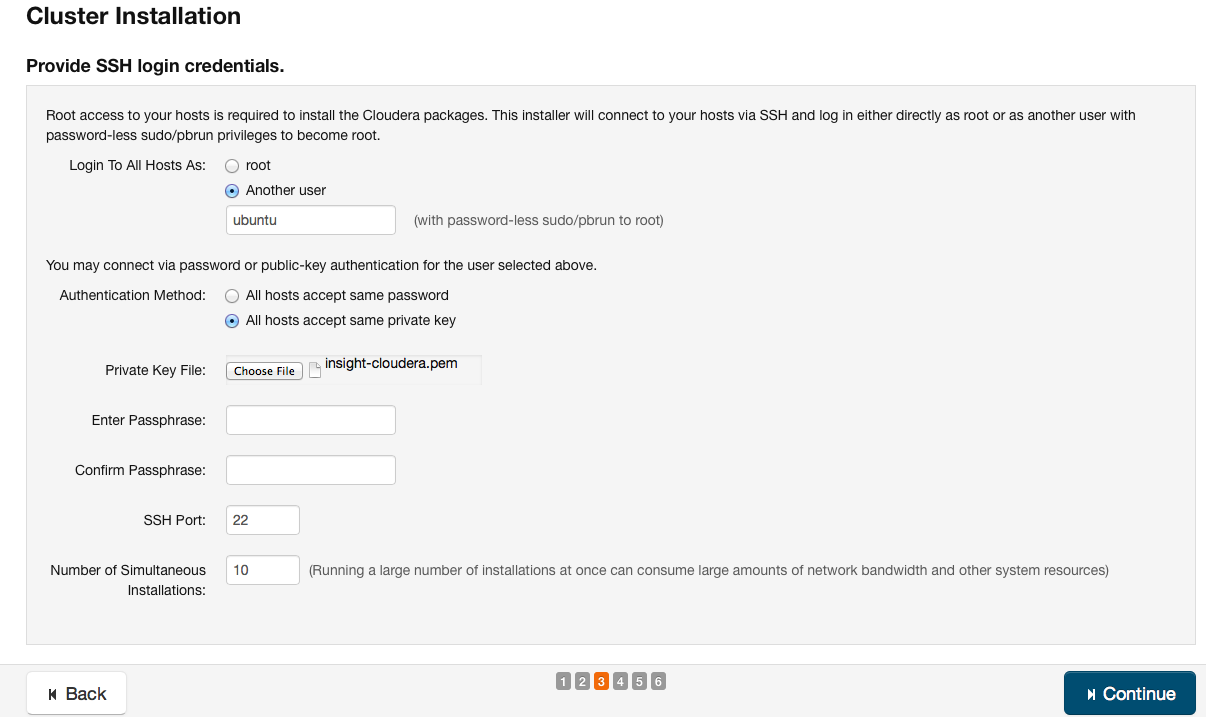 Cluster Installation
Provide SSH login credentials.
Root access to your hosts is required to install the Cloudera packages. This installer will connect to your hosts via SSH and log in either directly as root or as another user with
password-less sudo/pbrun privileges to become root.
Login To All Hosts As: root
Another user
ubuntu (with password-less sudo/pbrun to root)
You may connect via password or public-key authentication for the user selected above.
Authentication Method: All hosts accept same password
All hosts accept same private key
Private Key File: Choose File insight-cloudera.pem
Enter Passphrase:
Confirm Passphrase:
SSH Port: 22
Number of Simultaneous 10 (Running a large number of installations at once can consume large amounts of network bandwidth and other system resources)
Installations:
Back 1 2 3 4 5 6 Continue